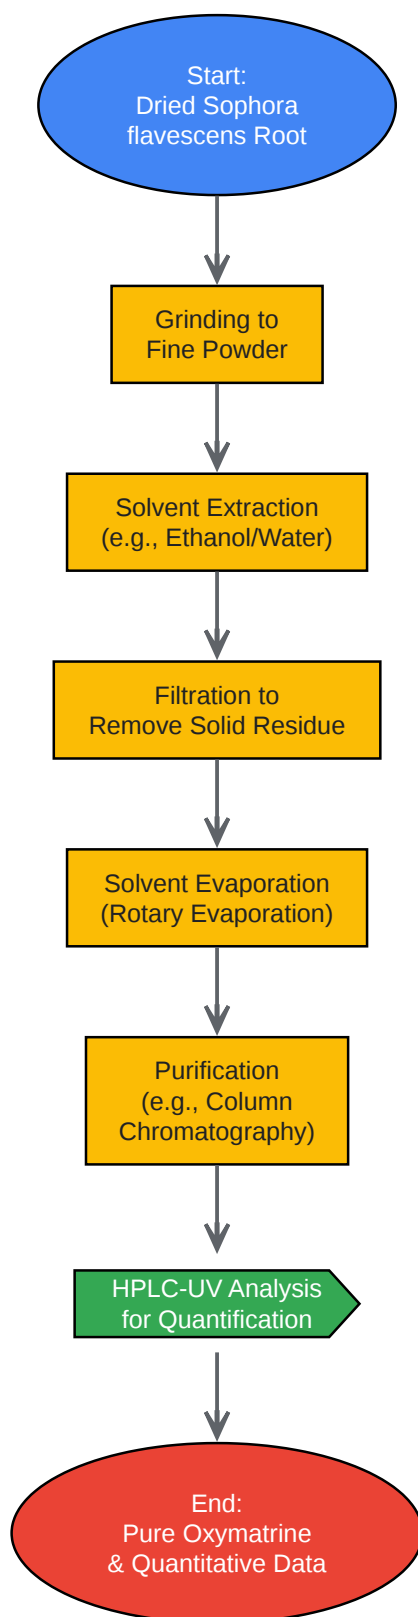 Start:
Dried Sophora
flavescens Root
Grinding to
Fine Powder
Solvent Extraction
(e.g., Ethanol/Water)
Filtration to
Remove Solid Residue
Solvent Evaporation
(Rotary Evaporation)
Purification
(e.g., Column
Chromatography)
HPLC-UV Analysis
for Quantification
End:
Pure Oxymatrine
& Quantitative Data